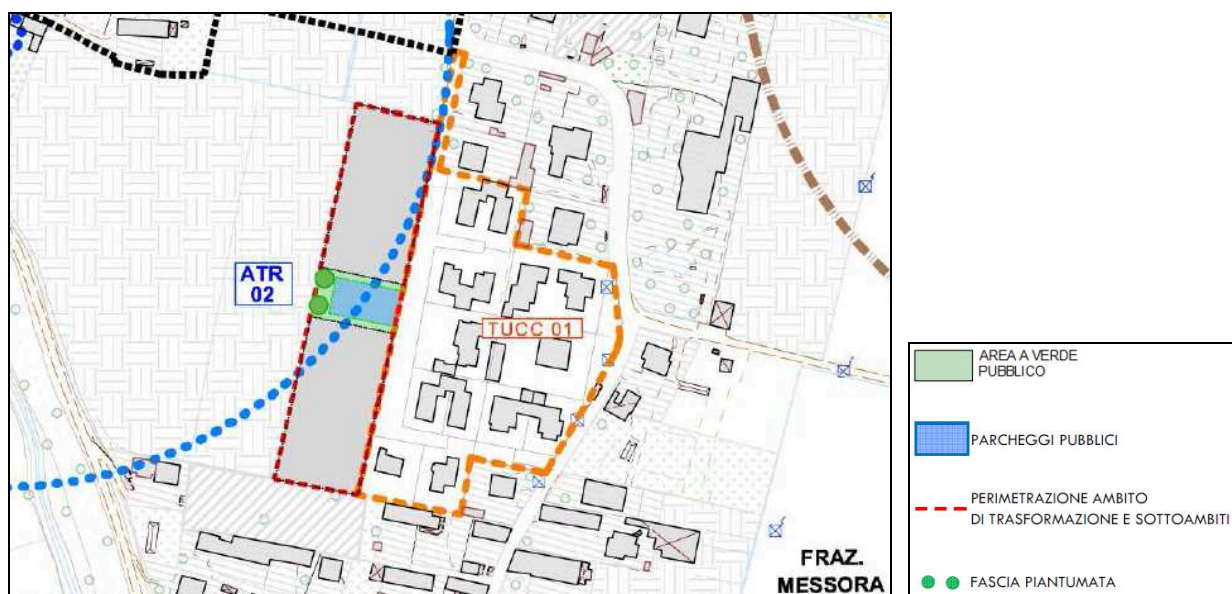 ATR
02
TUCC 01
FRAZ.
MESSORA
AREA A VERDE
PUBBLICO
PARCHEGGI PUBBLICI
PERIMETRAZIONE AMBITO
DI TRASFORMAZIONE E SOTTOAMBITI
FASCIA PIANTUMATA